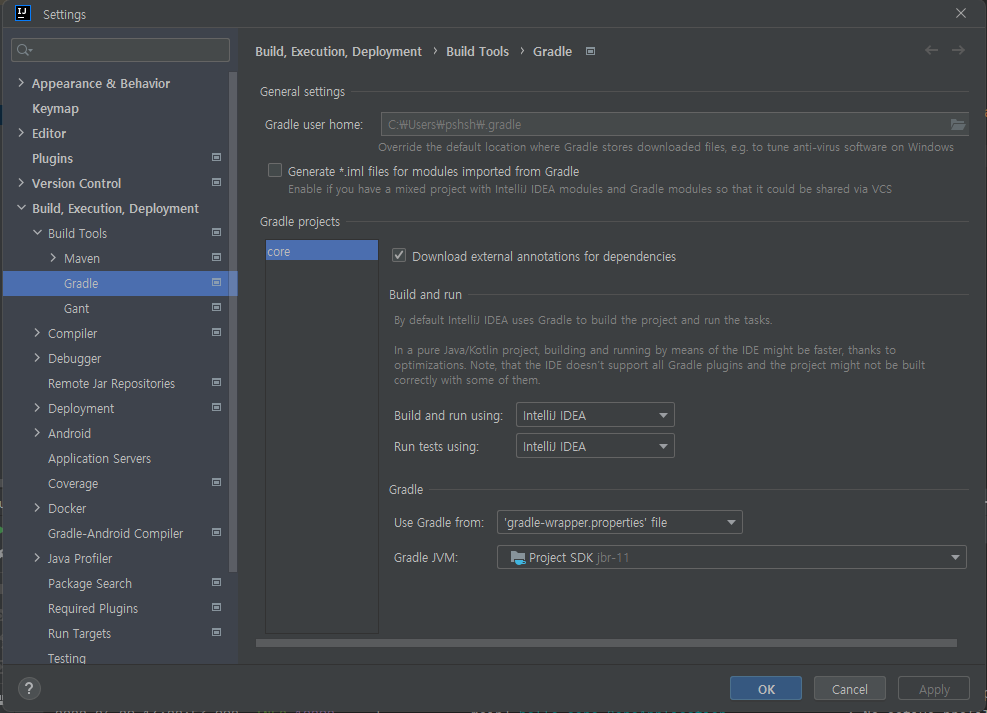 Settings
Build, Execution, Deployment › Build Tools › Gradle
Appearance & Behavior
Keymap
Editor
Plugins
Version Control
Build, Execution, Deployment
Build Tools
Maven
Gradle
Gant
Compiler
Debugger
Remote Jar Repositories
Deployment
Android
Application Servers
Coverage
Docker
Gradle-Android Compiler
Java Profiler
Package Search
Required Plugins
Run Targets
Testing
General settings
Gradle user home: C:₩Users₩pshsh₩.gradle
Override the default location where Gradle stores downloaded files, e.g. to tune anti-virus software on Windows
Generate *.iml files for modules imported from Gradle
Enable if you have a mixed project with IntelliJ IDEA modules and Gradle modules so that it could be shared via VCS
Gradle projects
core
Download external annotations for dependencies
Build and run
By default IntelliJ IDEA uses Gradle to build the project and run the tasks.
In a pure Java/Kotlin project, building and running by means of the IDE might be faster, thanks to
optimizations. Note, that the IDE doesn't support all Gradle plugins and the project might not be built
correctly with some of them.
Build and run using: IntelliJ IDEA
Run tests using: IntelliJ IDEA
Gradle
Use Gradle from: 'gradle-wrapper.properties' file
Gradle JVM: Project SDK jbr-11
?
OK Cancel Apply